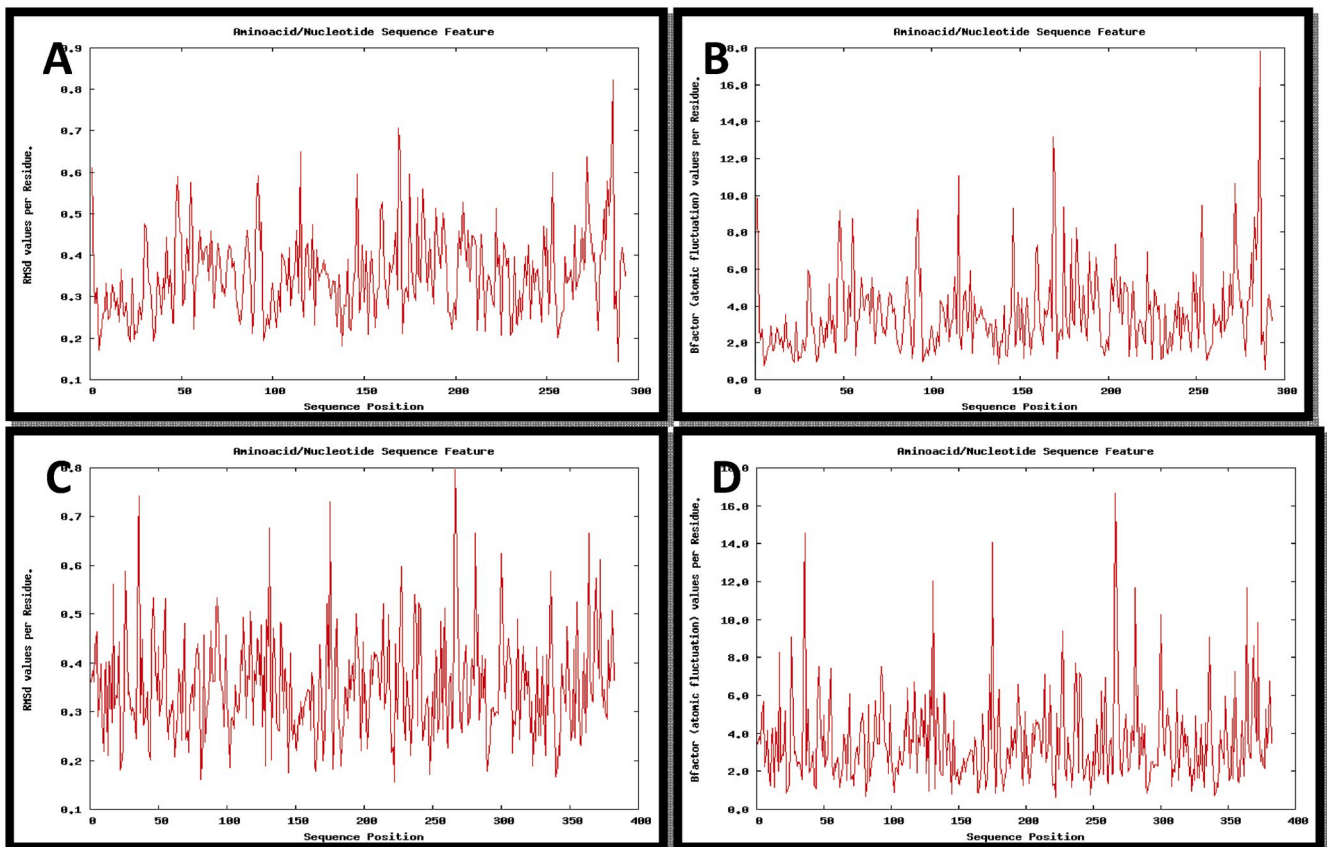 A
Aminoacid/Nucleotide Sequence Feature
RMSd values per Residue.
0.9
0.8
0.7
0.6
0.5
0.4
0.3
0.2
0.1
0 50 100 150 200 250 300
Sequence Position
B
Aminoacid/Nucleotide Sequence Feature
Bfactor (atomic fluctuation) values per Residue.
18.0
16.0
14.0
12.0
10.0
8.0
6.0
4.0
2.0
0.0
0 50 100 150 200 250 300
Sequence Position
C
Aminoacid/Nucleotide Sequence Feature
RMSd values per Residue.
0.8
0.7
0.6
0.5
0.4
0.3
0.2
0.1
0 50 100 150 200 250 300 350 400
Sequence Position
D
Aminoacid/Nucleotide Sequence Feature
Bfactor (atomic fluctuation) values per Residue.
18.0
16.0
14.0
12.0
10.0
8.0
6.0
4.0
2.0
0.0
0 50 100 150 200 250 300 350 400
Sequence Position